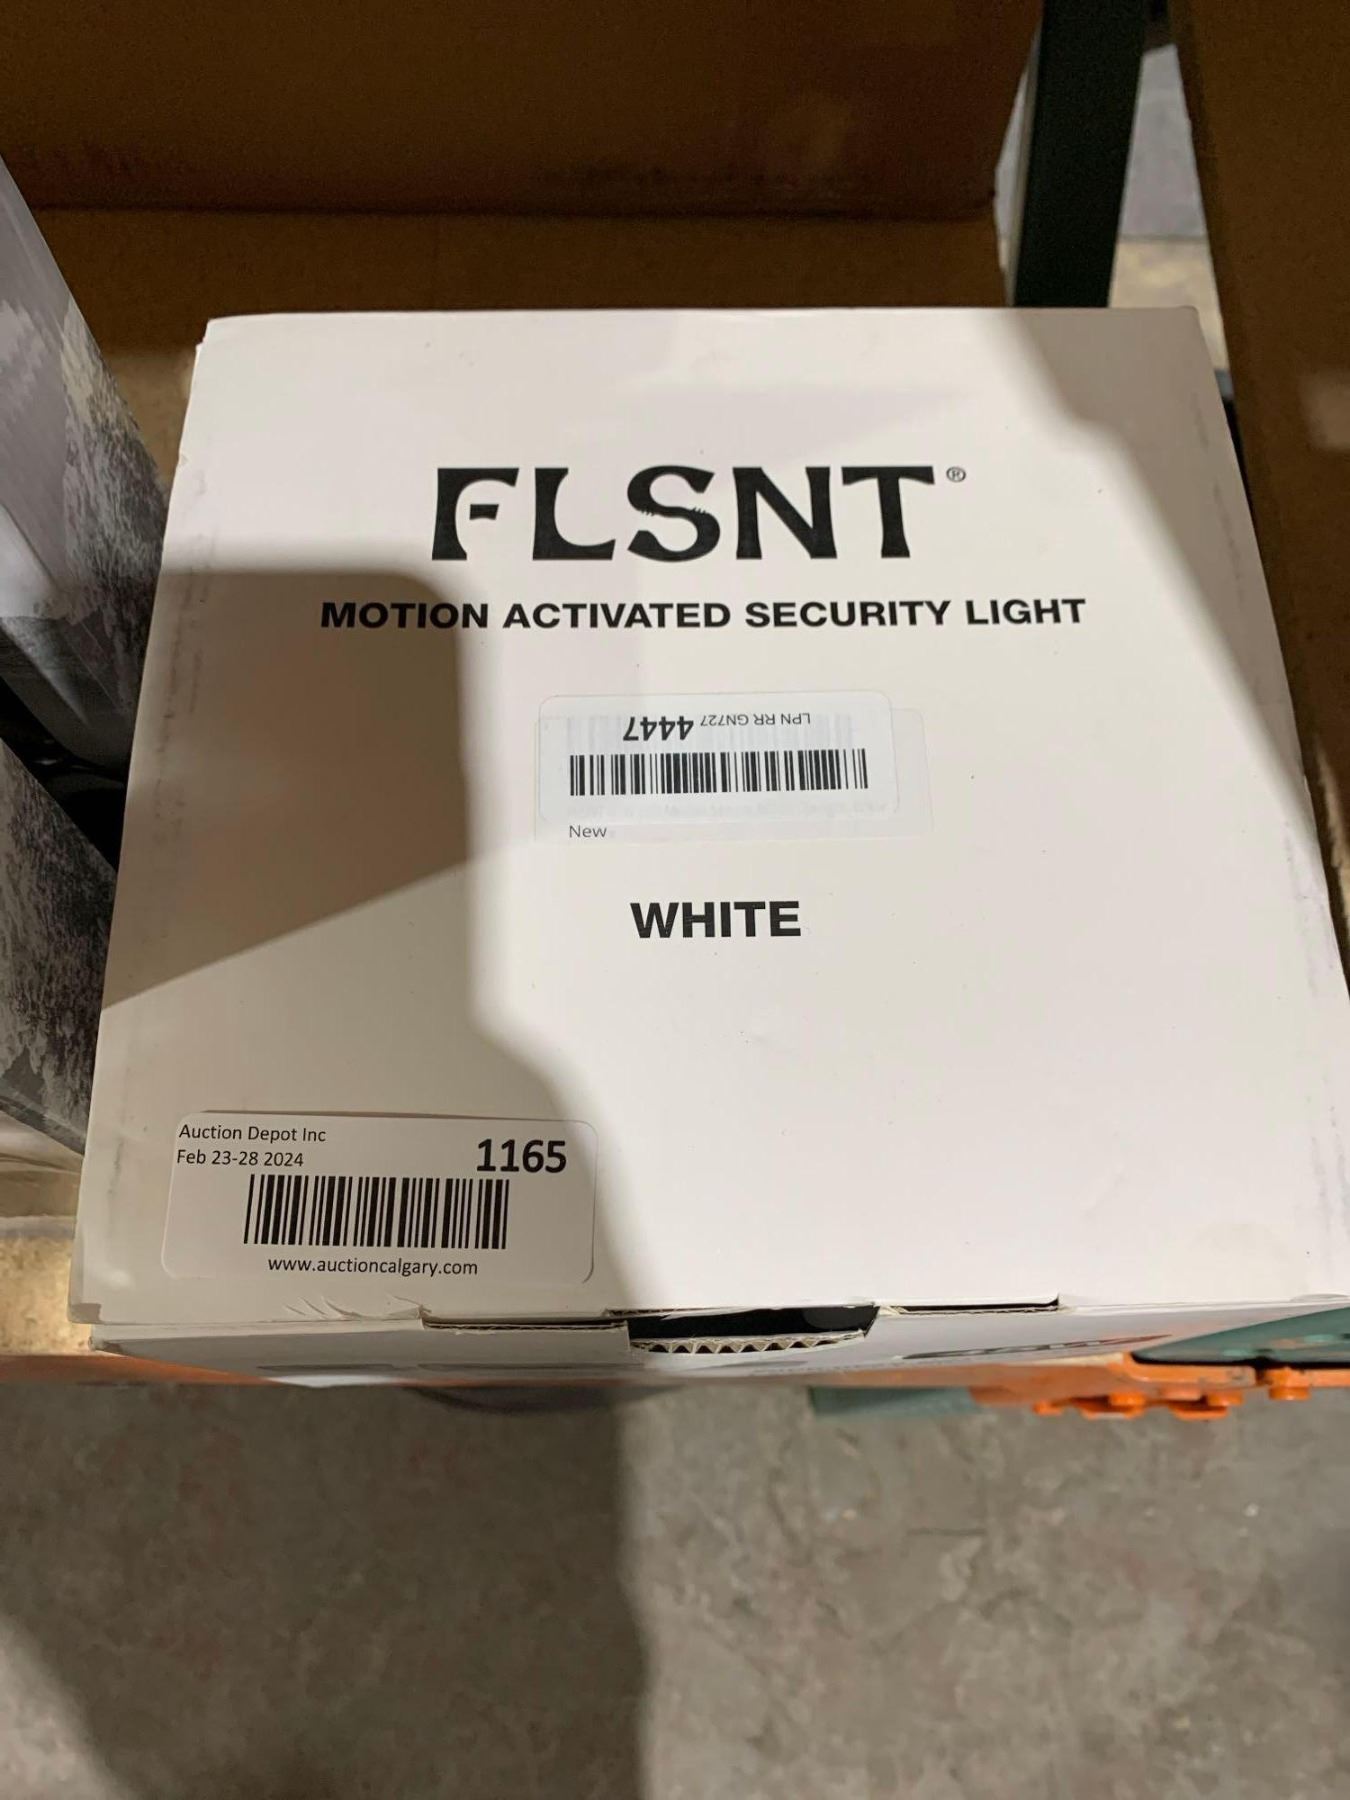 FLSNT®
MOTION ACTIVATED SECURITY LIGHT
LPN RR GN727 4447
New
WHITE
Auction Depot Inc
Feb 23-28 2024
1165
www.auctioncalgary.com